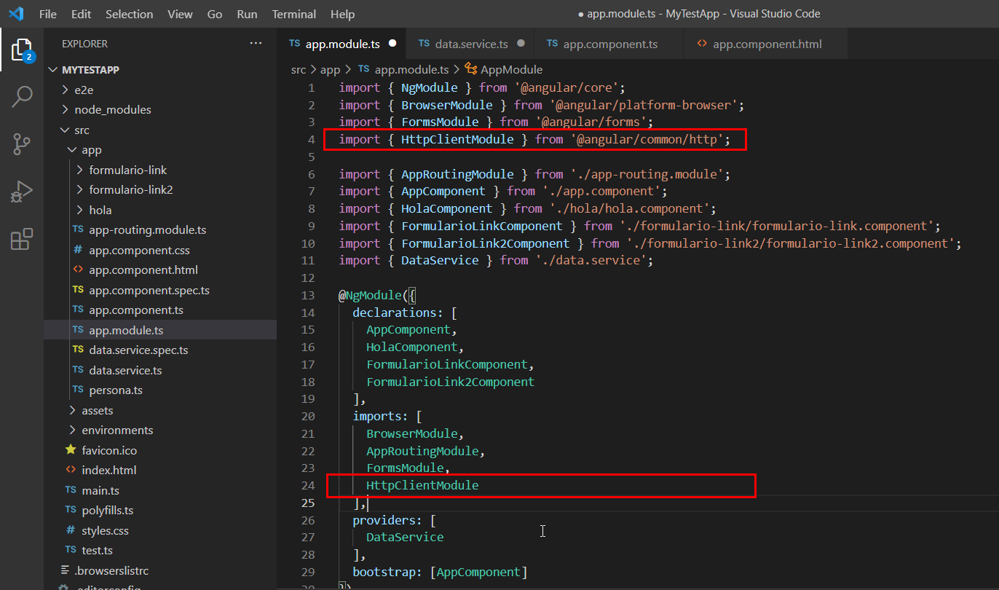 File Edit Selection View Go Run Terminal Help
● app.module.ts - MyTestApp - Visual Studio Code
2
EXPLORER ···
MYTESTAPP
e2e
node_modules
src
app
formulario-link
formulario-link2
hola
TS app-routing.module.ts
# app.component.css
<> app.component.html
TS app.component.spec.ts
TS app.component.ts
TS app.module.ts
TS data.service.spec.ts
TS data.service.ts
TS persona.ts
assets
environments
favicon.ico
<> index.html
TS main.ts
TS polyfills.ts
# styles.css
TS test.ts
.browserslistrc
.editorconfig
TS app.module.ts ● TS data.service.ts ● TS app.component.ts <> app.component.html
src > app > TS app.module.ts > AppModule
1 import { NgModule } from '@angular/core';
2 import { BrowserModule } from '@angular/platform-browser';
3 import { FormsModule } from '@angular/forms';
4 import { HttpClientModule } from '@angular/common/http';
5
6 import { AppRoutingModule } from './app-routing.module';
7 import { AppComponent } from './app.component';
8 import { HolaComponent } from './hola/hola.component';
9 import { FormularioLinkComponent } from './formulario-link/formulario-link.component';
10 import { FormularioLink2Component } from './formulario-link2/formulario-link2.component';
11 import { DataService } from './data.service';
12
13 @NgModule({
14 declarations: [
15 AppComponent,
16 HolaComponent,
17 FormularioLinkComponent,
18 FormularioLink2Component
19 ],
20 imports: [
21 BrowserModule,
22 AppRoutingModule,
23 FormsModule,
24 HttpClientModule
25 ],
26 providers: [
27 DataService
28 ],
29 bootstrap: [AppComponent]
30 })